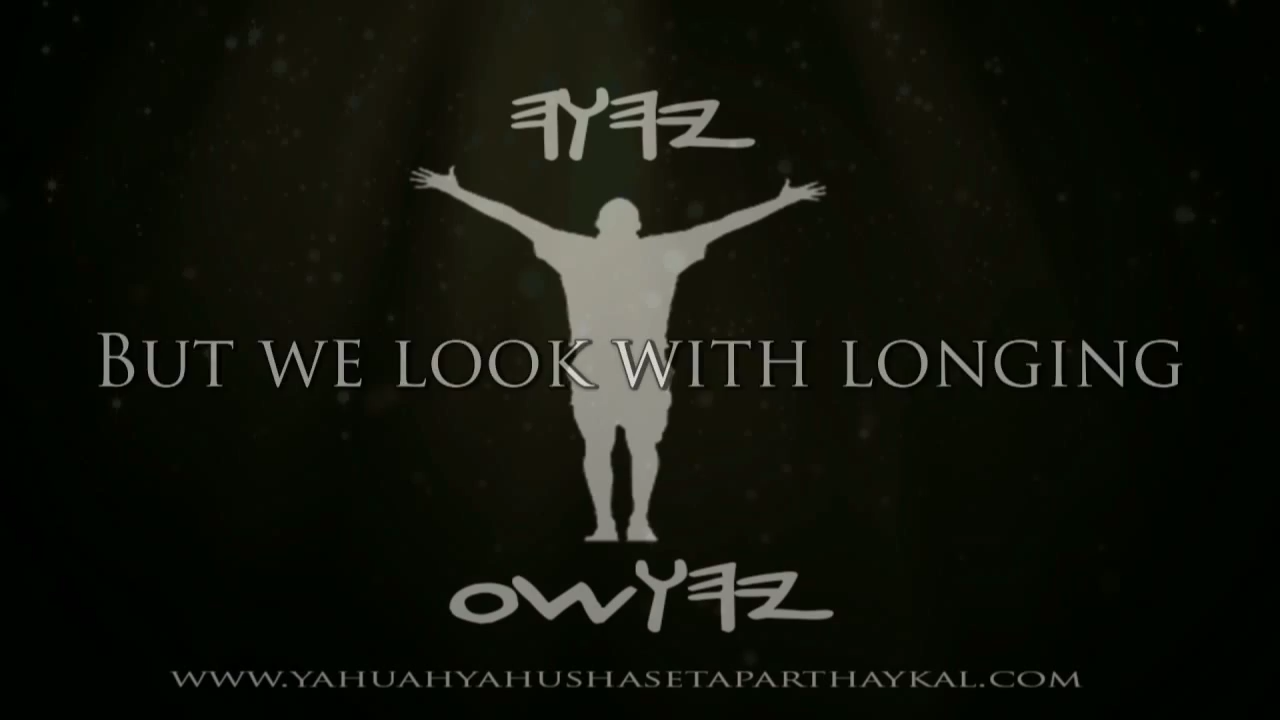 𐤉𐤄𐤅𐤄
BUT WE LOOK WITH LONGING
𐤉𐤄𐤅𐤔𐤏
WWW.YAHUAHYAHUSHASETAPARTHAYKAL.COM